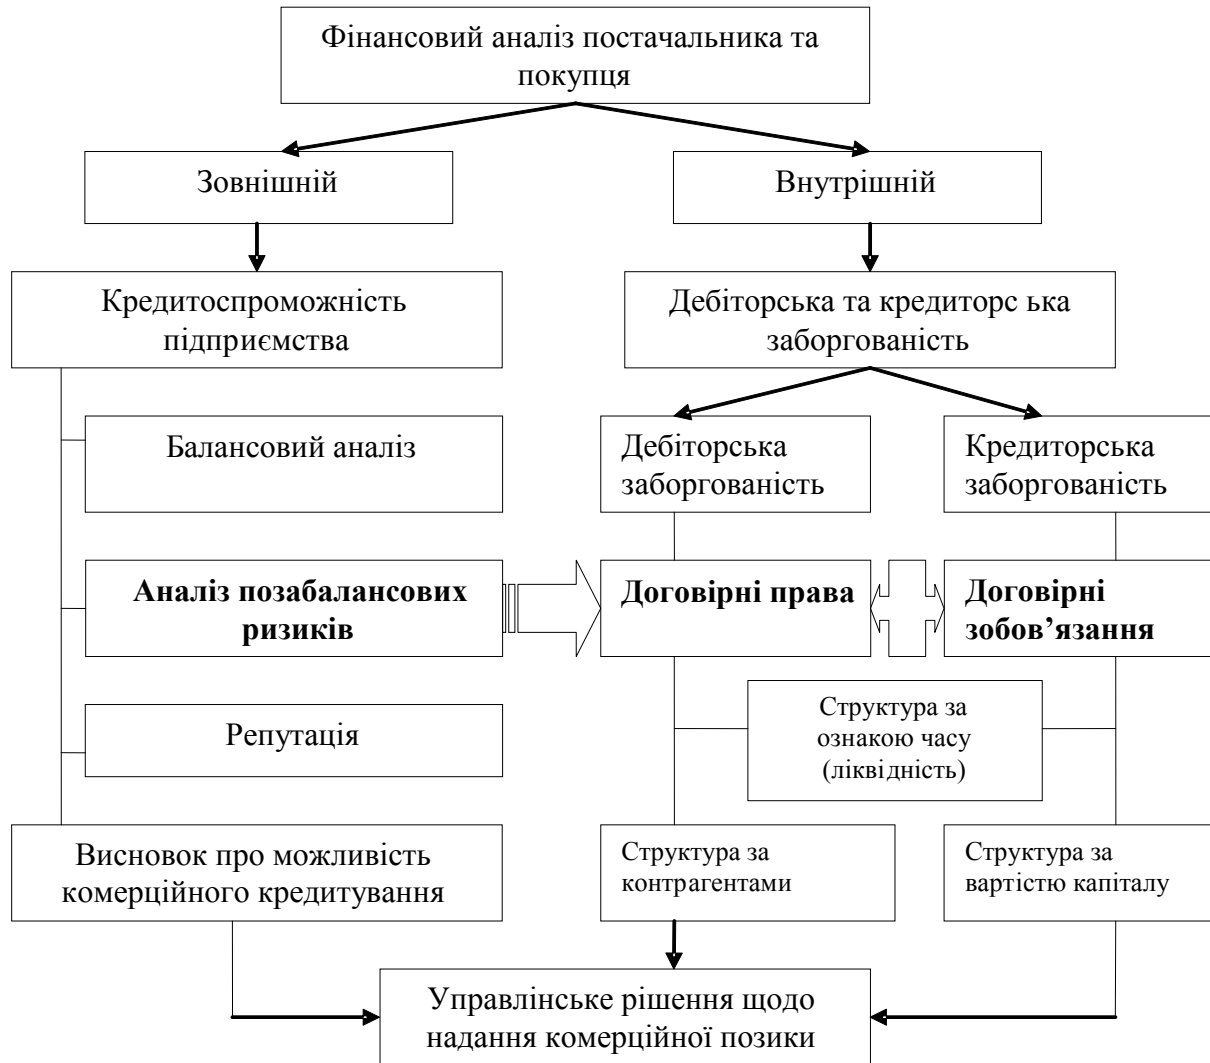 Фінансовий аналіз постачальника та
покупця
Зовнішній
Внутрішній
Кредитоспроможність
підприємства
Дебіторська та кредиторс ька
заборгованість
Балансовий аналіз
Дебіторська
заборгованість
Кредиторська
заборгованість
Аналіз позабалансових
ризиків
Договірні права
Договірні
зобов’язання
Репутація
Структура за
ознакою часу
(ліквідність)
Висновок про можливість
комерційного кредитування
Структура за
контрагентами
Структура за
вартістю капіталу
Управлінське рішення щодо
надання комерційної позики